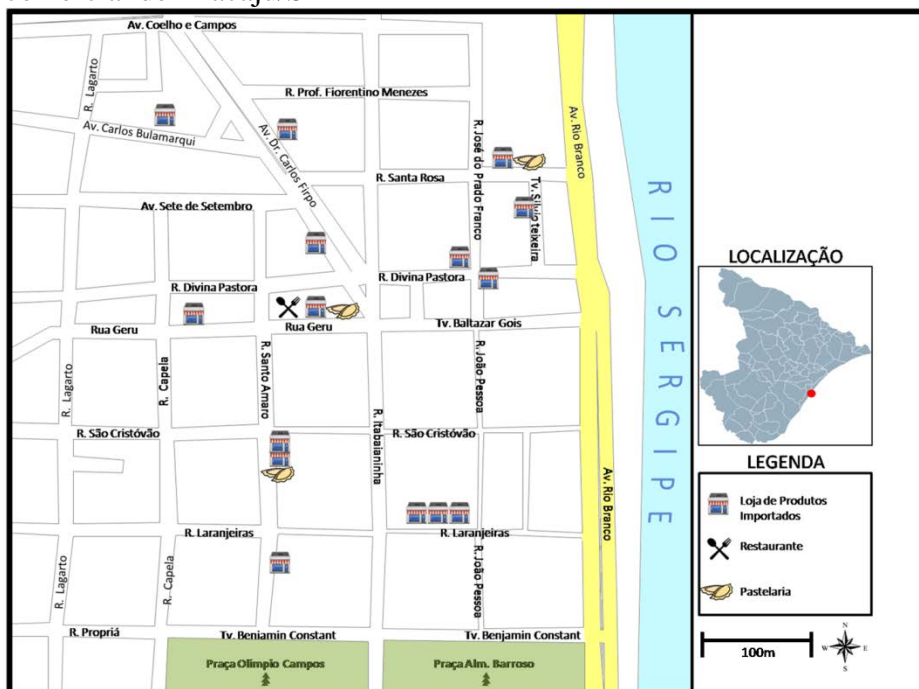 Av. Coelho e Campos
R. Lagarto
R. Prof. Fiorentino Menezes
Av. Carlos Bulamarqui
Av. Dr. Carlos Firpo
R. José do Prado Franco
Av. Rio Branco
R. Santa Rosa
Tv. Silvio teixeira
Av. Sete de Setembro
R. Divina Pastora
R. Divina Pastora
Rua Geru
Rua Geru
Tv. Baltazar Gois
R. Lagarto
R. Capela
R. Santo Amaro
R. Itabaianinha
R. João Pessoa
R. São Cristóvão
R. São Cristóvão
Av. Rio Branco
R. Laranjeiras
R. Laranjeiras
R. Lagarto
R. Capela
R. João Pessoa
R. Propriá
Tv. Benjamin Constant
Tv. Benjamin Constant
Praça Olimpio Campos
Praça Alm. Barroso
RIO SERGIPE
LOCALIZAÇÃO
LEGENDA
Loja de Produtos
Importados
Restaurante
Pastelaria
100m
N
W
E
S